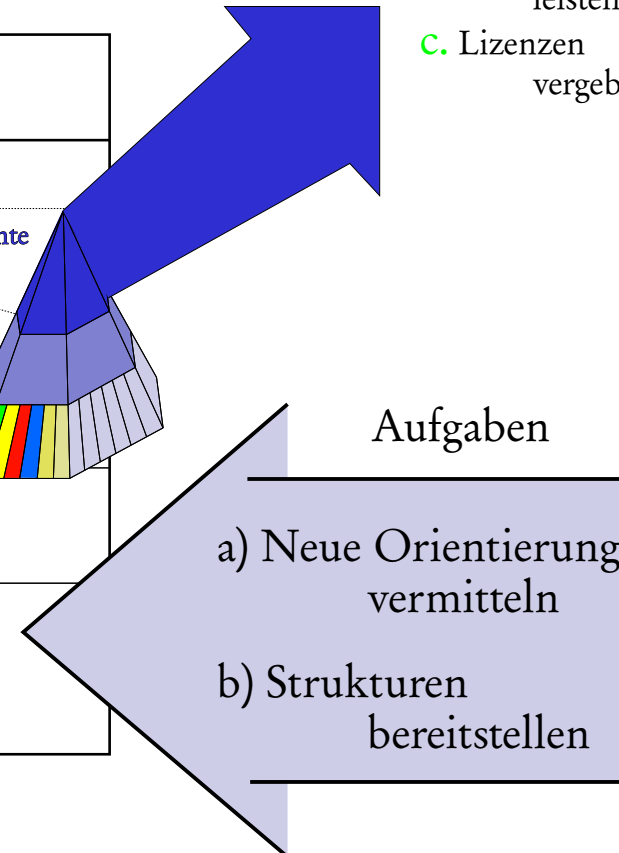 c. Lizenzen
Aufgaben
a) Neue Orientierung
vermitteln
b) Strukturen
bereitstellen